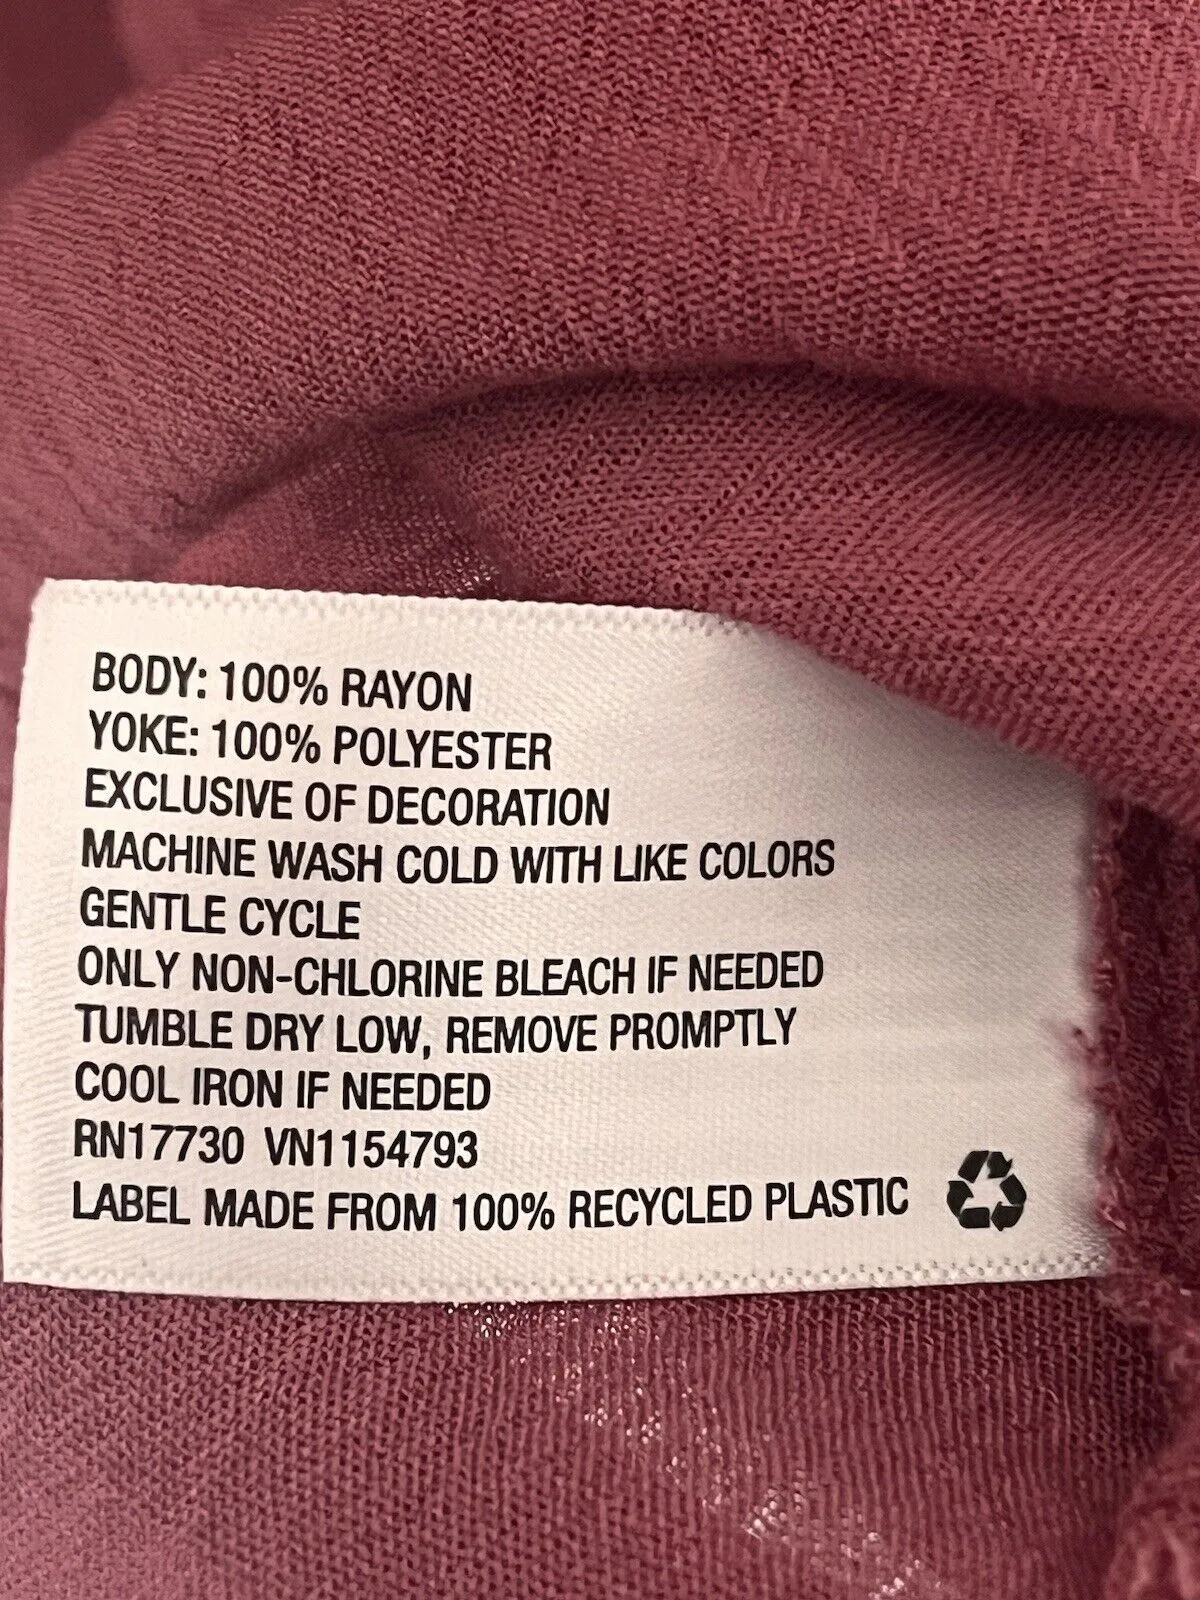 BODY: 100% RAYON
YOKE: 100% POLYESTER
EXCLUSIVE OF DECORATION
MACHINE WASH COLD WITH LIKE COLORS
GENTLE CYCLE
ONLY NON-CHLORINE BLEACH IF NEEDED
TUMBLE DRY LOW, REMOVE PROMPTLY
COOL IRON IF NEEDED
RN17730 VN1154793
LABEL MADE FROM 100% RECYCLED PLASTIC